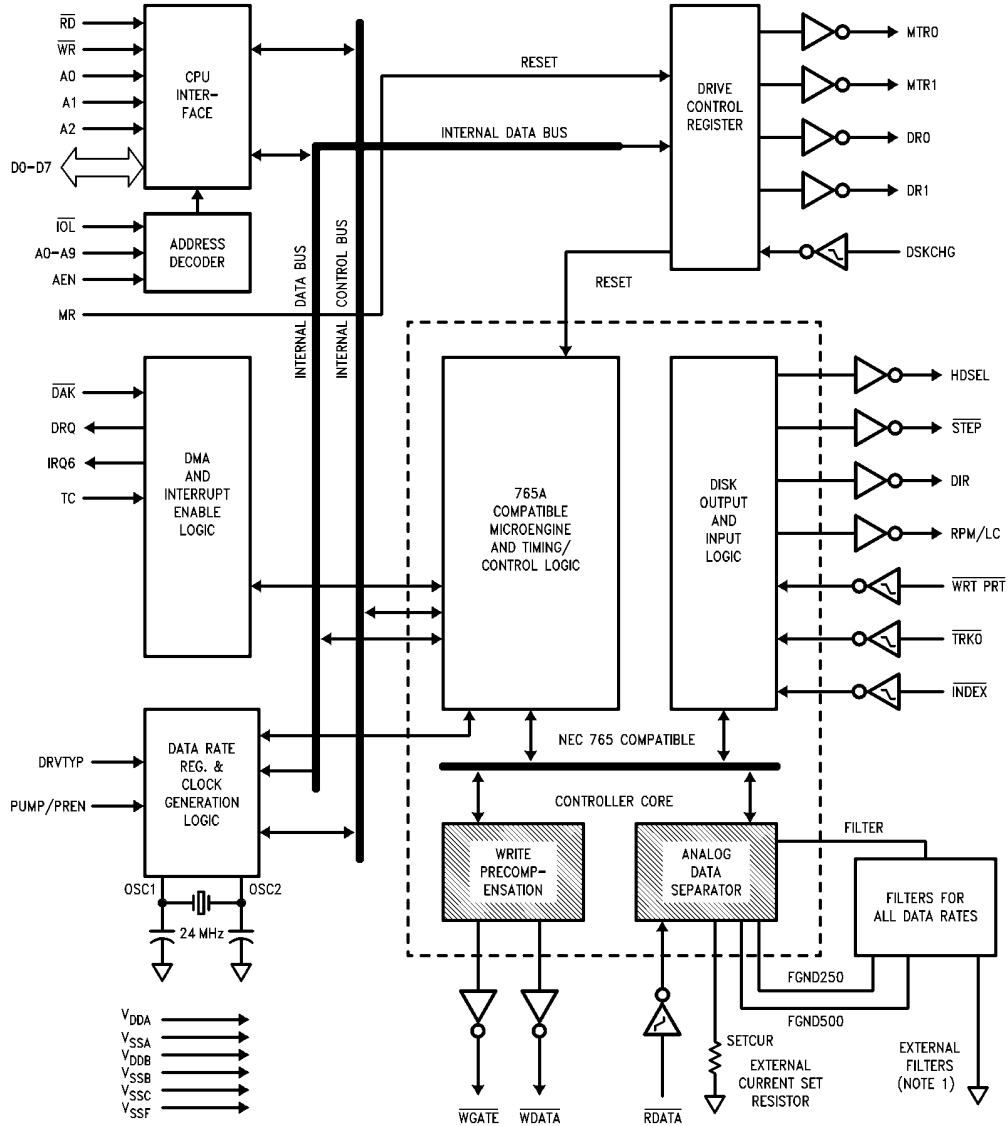 RD
WR
A0
A1
A2
D0-D7
CPU
INTER-
FACE
IOL
A0-A9
AEN
ADDRESS
DECODER
MR
RESET
INTERNAL DATA BUS
DRIVE
CONTROL
REGISTER
MTR0
MTR1
DR0
DR1
DSKCHG
RESET
INTERNAL DATA BUS
INTERNAL CONTROL BUS
DAK
DRQ
IRQ6
TC
DMA
AND
INTERRUPT
ENABLE
LOGIC
765A
COMPATIBLE
MICROENGINE
AND TIMING/
CONTROL LOGIC
DISK
OUTPUT
AND
INPUT
LOGIC
HDSEL
STEP
DIR
RPM/LC
WRT PRT
TRK0
INDEX
DRVTYP
PUMP/PREN
DATA RATE
REG. &
CLOCK
GENERATION
LOGIC
OSC1
OSC2
24 MHz
NEC 765 COMPATIBLE
CONTROLLER CORE
WRITE
PRECOMP-
ENSATION
ANALOG
DATA
SEPARATOR
FILTER
FILTERS FOR
ALL DATA RATES
FGND250
FGND500
SETCUR
EXTERNAL
CURRENT SET
RESISTOR
EXTERNAL
FILTERS
(NOTE 1)
VDDA
VSSA
VDDB
VSSB
VSSC
VSSF
WGATE
WDATA
RDATA